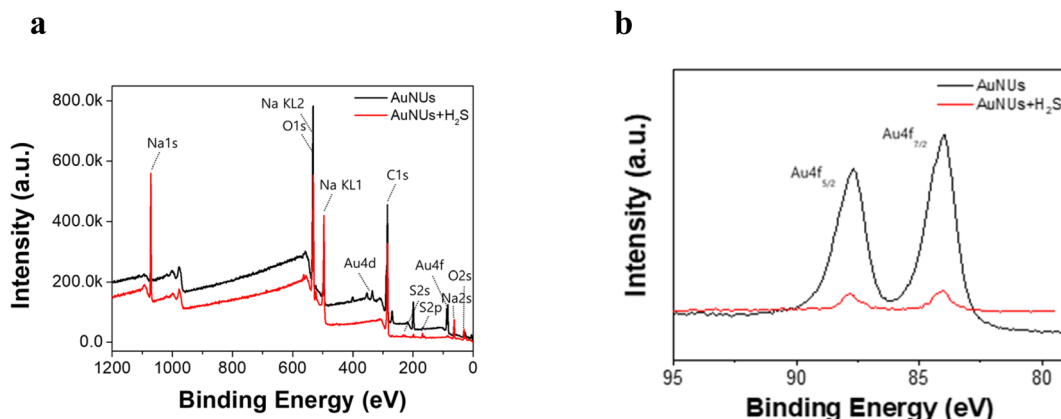 a
b
AuNUs
AuNUs+H₂S
800.0k
600.0k
400.0k
200.0k
0.0
Intensity (a.u.)
Na KL2
O1s
Na1s
Na KL1
C1s
Au4d
Au4f
O2s
S2s
Na2s
S2p
1200 1000 800 600 400 200 0
Binding Energy (eV)
AuNUs
AuNUs+H₂S
Au4f7/2
Au4f5/2
Intensity (a.u.)
95 90 85 80
Binding Energy (eV)